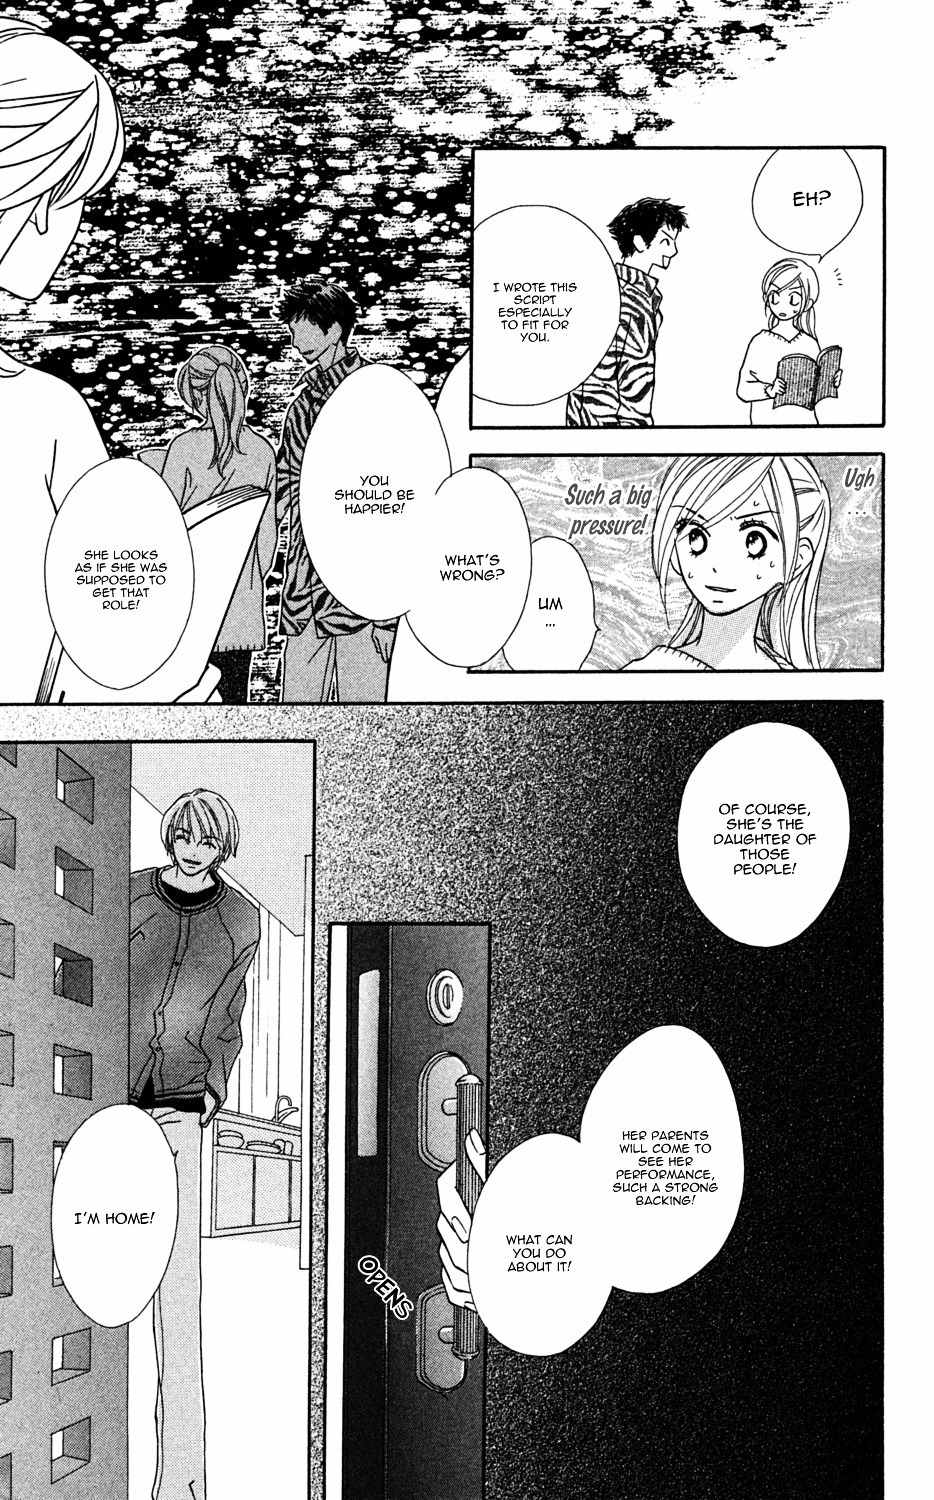 EH?
I WROTE THIS
SCRIPT
ESPECIALLY
TO FIT FOR
YOU.
Ugh
...
Such a big
pressure!
UM
...
WHAT'S
WRONG?
YOU
SHOULD BE
HAPPIER!
SHE LOOKS
AS IF SHE WAS
SUPPOSED TO
GET THAT
ROLE!
OF COURSE,
SHE'S THE
DAUGHTER OF
THOSE
PEOPLE!
HER PARENTS
WILL COME TO
SEE HER
PERFORMANCE,
SUCH A STRONG
BACKING!
WHAT CAN
YOU DO
ABOUT IT!
OPENS
I'M HOME!